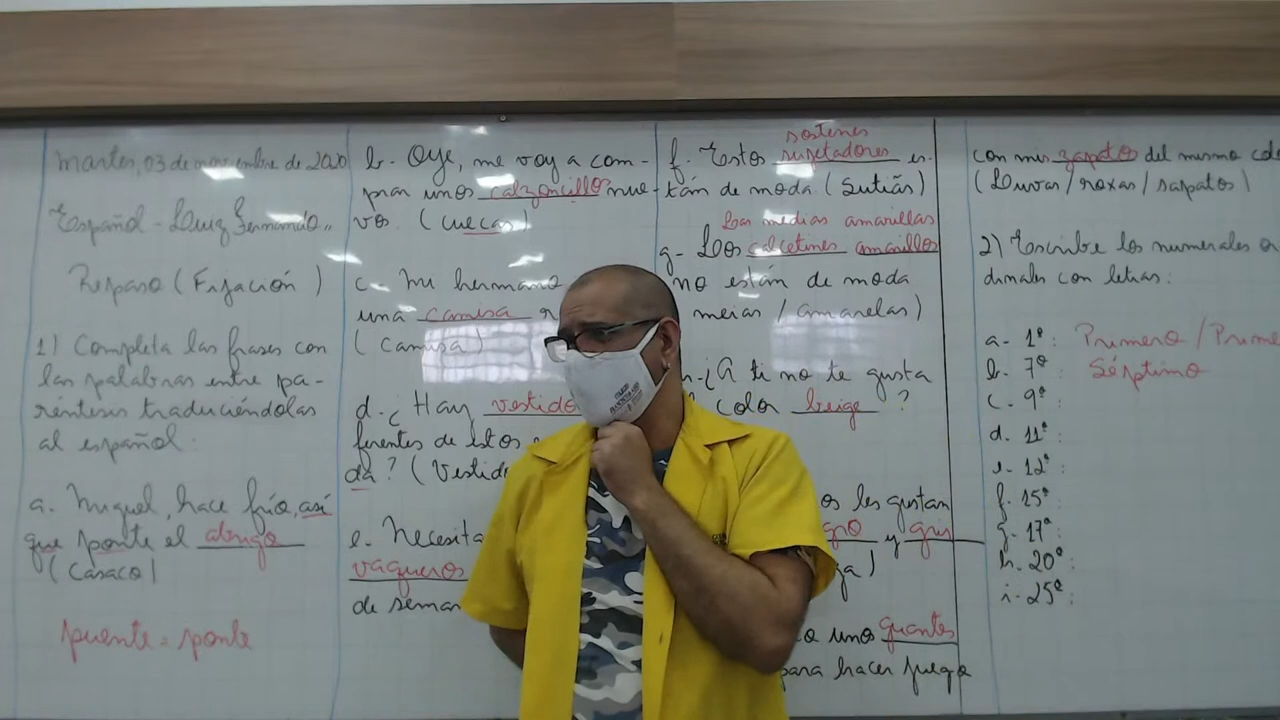 Martes, 03 de noviembre de 2020
Español - Luiz Fernando
Repaso (Fijación)
1) Completa las frases con
las palabras entre pa-
réntesis traduciéndolas
al español:
a. Miguel, hace frío, así
que ponte el abrigo
(Casaco)
puente = ponte
b- Oye, me voy a com-
prar unos calzoncillos nue-
vos. (cuecas)
c- Mi hermano
una camisa
(camisa)
d. ¿Hay vestido
ferentes de estos
da? (Vestido
e. Necesita
vaqueros
de seman
sostenes
f. Estos sujetadores es-
tán de moda (Sutiãs)
Las medias amarillas
g- Los calcetines amarillos
no están de moda
meias / amarelas)
h-¿A ti no te gusta
color beige ?
os les gustan
gro y gris
za)
unos guantes
para hacer juego
con mis zapatos del mismo colo
(Luvas/roxas/sapatos)
2) Escribe los numerales or
dinales con letras:
a- 1º: Primero / Prime
b- 7º: Séptimo
c- 9º:
d. 11º:
e- 12º:
f. 15º:
g. 17º:
h. 20º:
i- 25º: